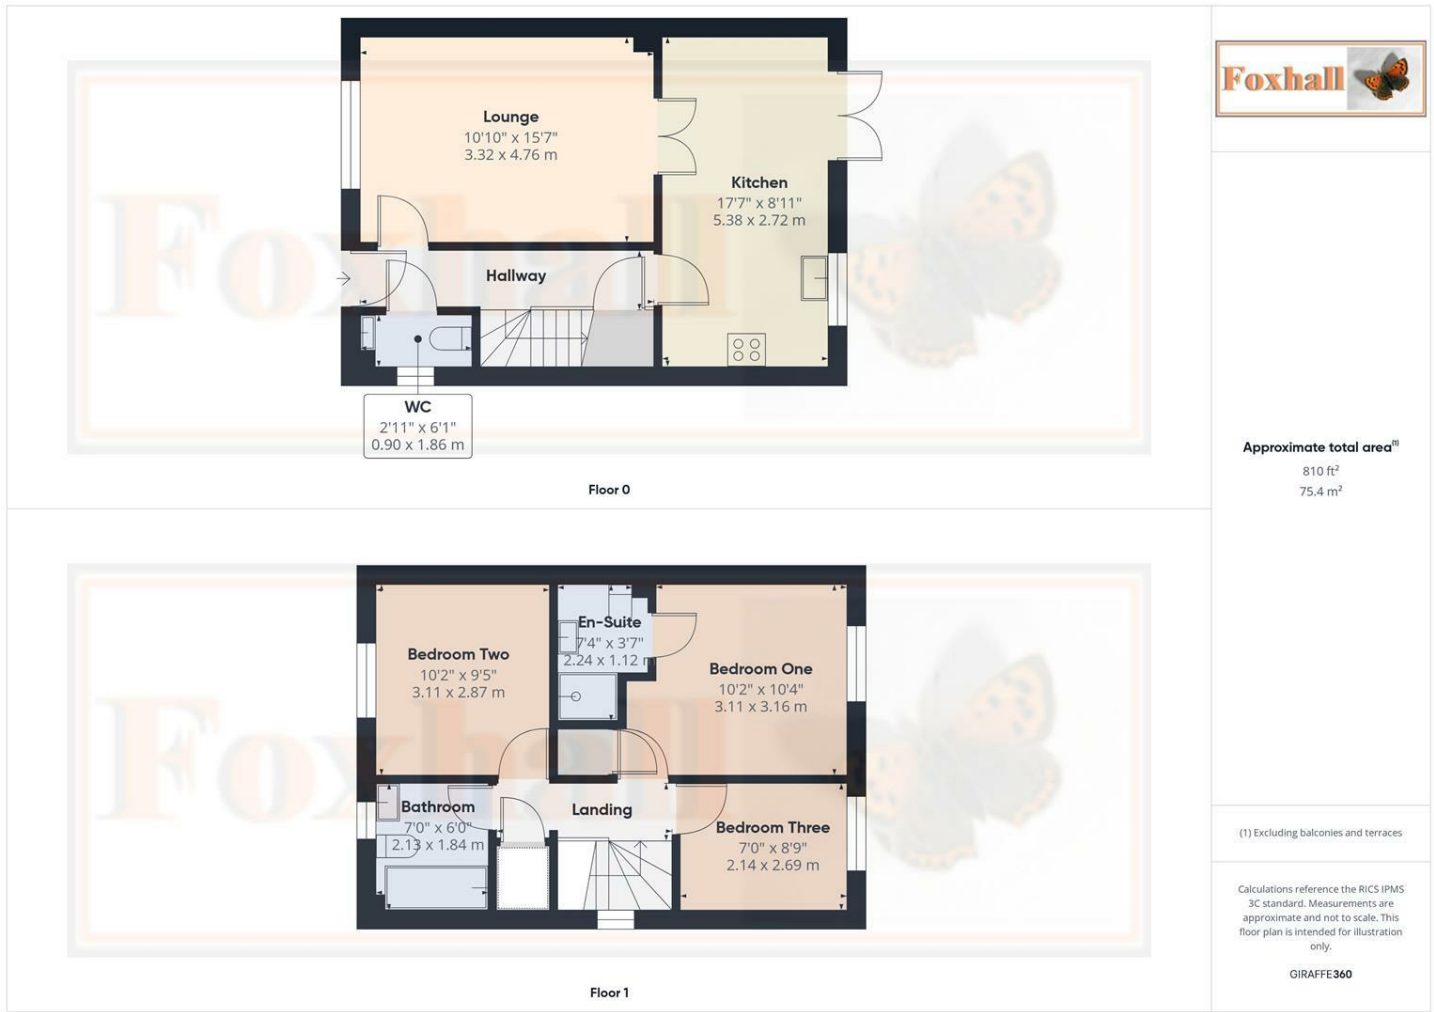 Foxhall
Lounge
10'10" x 15'7"
3.32 x 4.76 m
Kitchen
17'7" x 8'11"
5.38 x 2.72 m
Hallway
WC
2'11" x 6'1"
0.90 x 1.86 m
Foxhall
Floor 0
En-Suite
7'4" x 3'7"
2.24 x 1.12 m
Bedroom Two
10'2" x 9'5"
3.11 x 2.87 m
Bedroom One
10'2" x 10'4"
3.11 x 3.16 m
Bathroom
7'0" x 6'0"
2.13 x 1.84 m
Landing
Bedroom Three
7'0" x 8'9"
2.14 x 2.69 m
Foxhall
Floor 1
Approximate total area(1)
810 ft²
75.4 m²
(1) Excluding balconies and terraces
Calculations reference the RICS IPMS
3C standard. Measurements are
approximate and not to scale. This
floor plan is intended for illustration
only.
GIRAFFE360